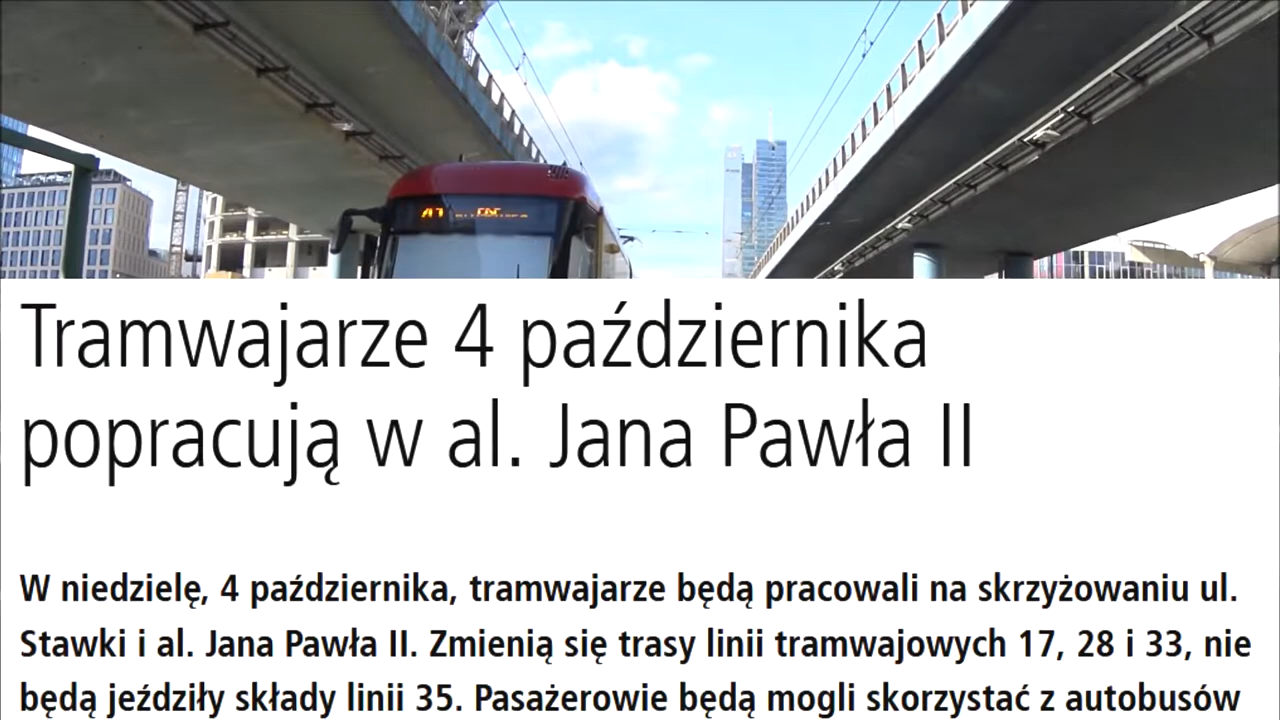 41
Tramwajarze 4 października
popracują w al. Jana Pawła II
W niedzielę, 4 października, tramwajarze będą pracowali na skrzyżowaniu ul.
Stawki i al. Jana Pawła II. Zmienią się trasy linii tramwajowych 17, 28 i 33, nie
będą jeździły składy linii 35. Pasażerowie będą mogli skorzystać z autobusów